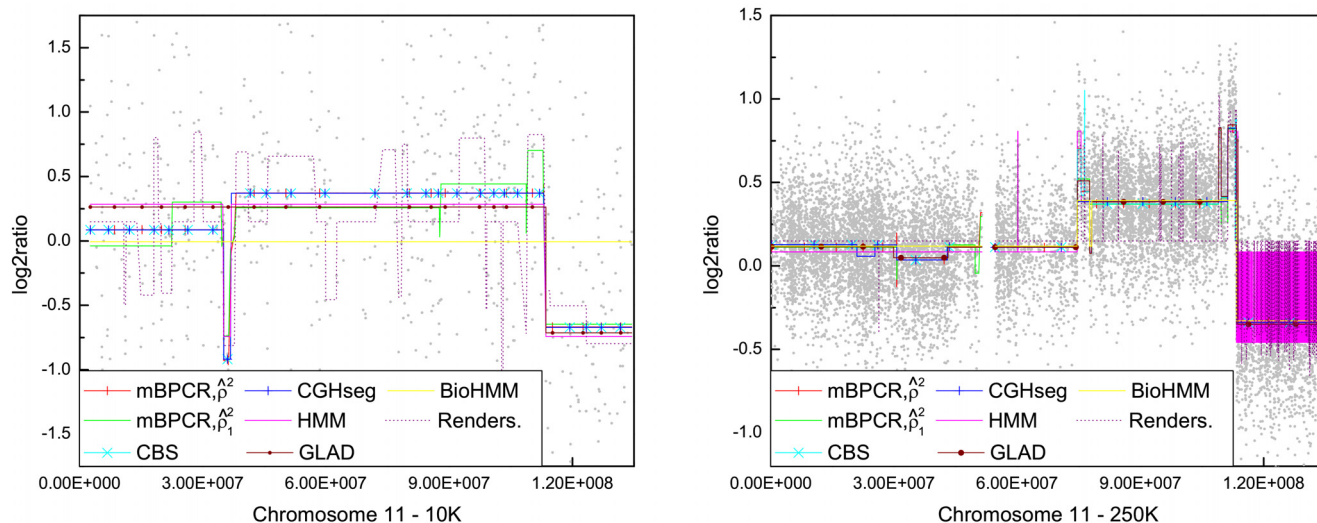 1.5
1.0
0.5
0.0
-0.5
-1.0
-1.5
log2ratio
mBPCR,ρ̂² CGHseg BioHMM
mBPCR,ρ̂₁² HMM Renders.
CBS GLAD
0.00E+000 3.00E+007 6.00E+007 9.00E+007 1.20E+008
Chromosome 11 - 10K
1.5
1.0
0.5
0.0
-0.5
-1.0
log2ratio
mBPCR,ρ̂² CGHseg BioHMM
mBPCR,ρ̂₁² HMM Renders.
CBS GLAD
0.00E+000 3.00E+007 6.00E+007 9.00E+007 1.20E+008
Chromosome 11 - 250K